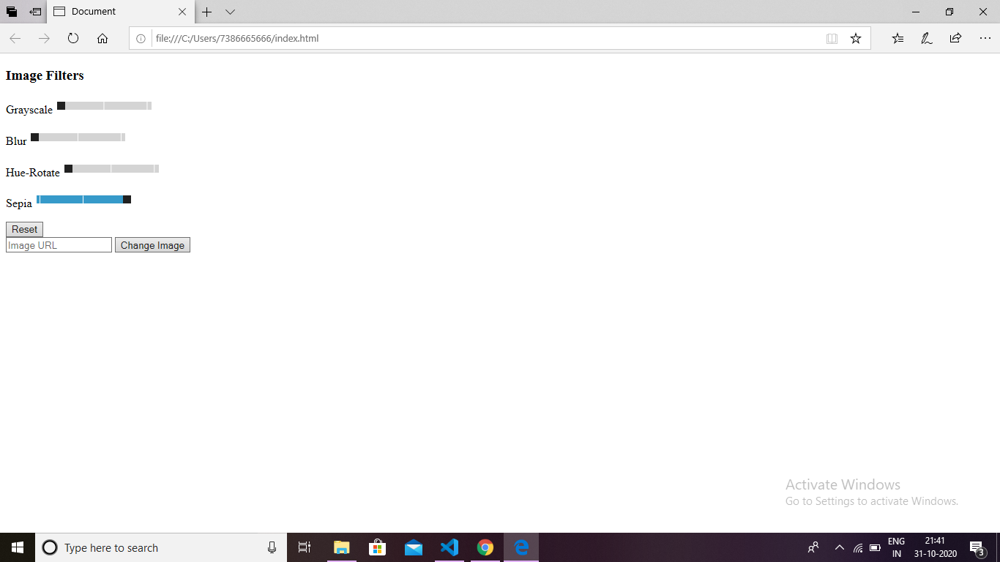 Document
file:///C:/Users/7386665666/index.html
Image Filters
Grayscale
Blur
Hue-Rotate
Sepia
Reset
Image URL Change Image
Activate Windows
Go to Settings to activate Windows.
Type here to search
ENG
IN
21:41
31-10-2020
3